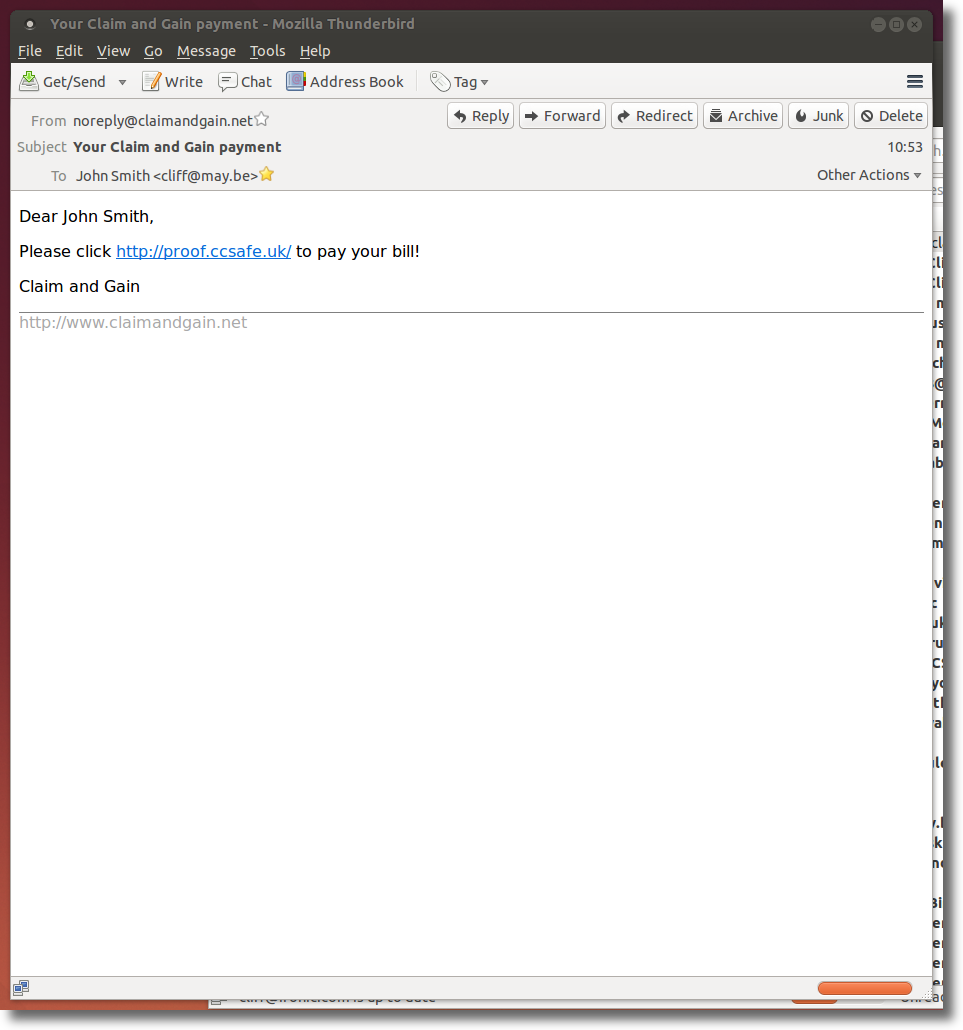 Your Claim and Gain payment - Mozilla Thunderbird
File Edit View Go Message Tools Help
Get/Send Write Chat Address Book Tag
From noreply@claimandgain.net Reply Forward Redirect Archive Junk Delete
Subject Your Claim and Gain payment 10:53
To John Smith <cliff@may.be> Other Actions
Dear John Smith,
Please click http://proof.ccsafe.uk/ to pay your bill!
Claim and Gain
http://www.claimandgain.net